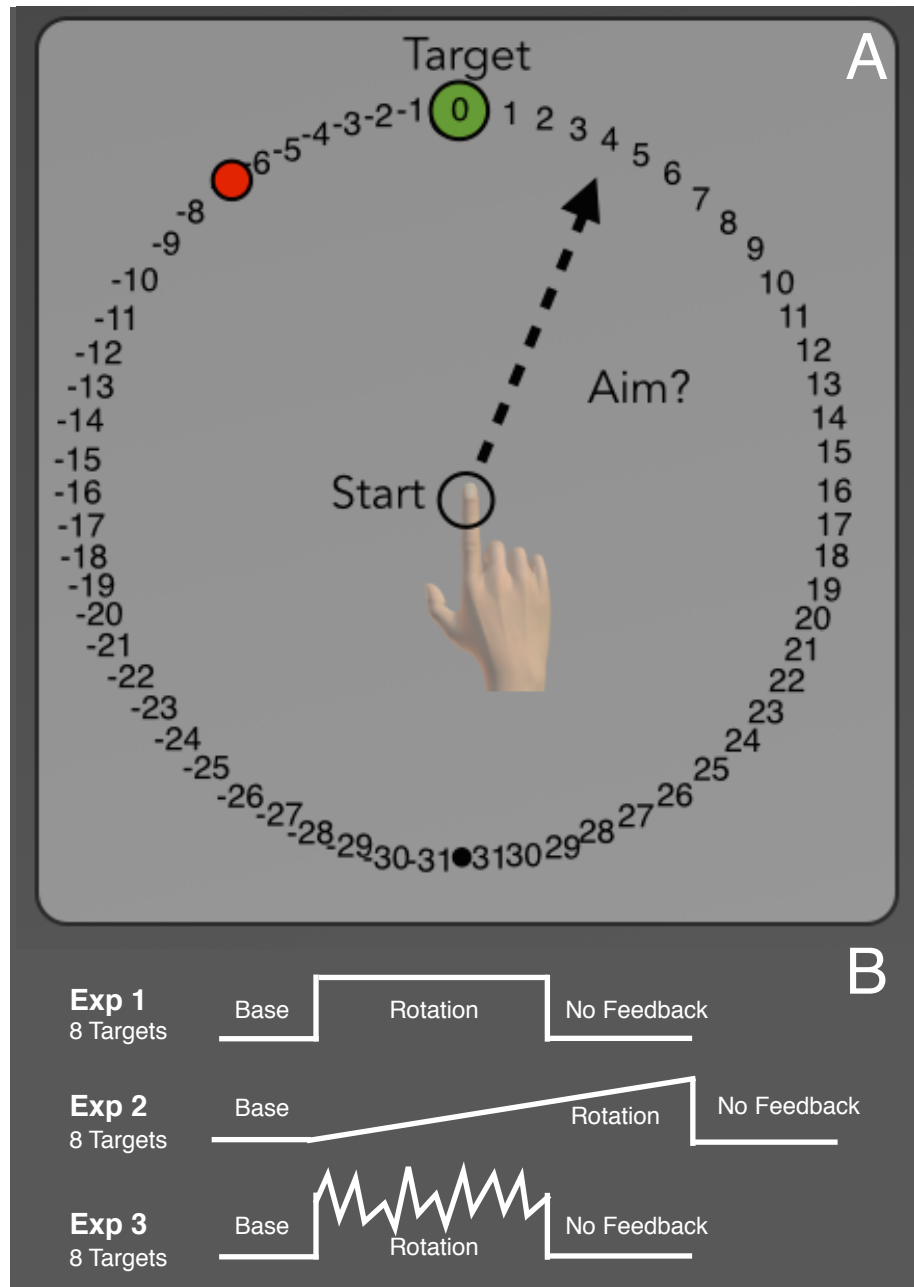 A
Target
-8 -6 -5 -4 -3 -2 -1 0 1 2 3 4 5 6 7 8
-9 9
-10 10
-11 11
-12 12
-13 13
-14 14
-15 15
-16 16
-17 17
-18 18
-19 19
-20 20
-21 21
-22 22
-23 23
-24 24
-25 25
-26 -27 -28 -29 -30 -31 31 30 29 28 27 26
Aim?
Start
B
Exp 1
8 Targets
Base
Rotation
No Feedback
Exp 2
8 Targets
Base
Rotation
No Feedback
Exp 3
8 Targets
Base
Rotation
No Feedback